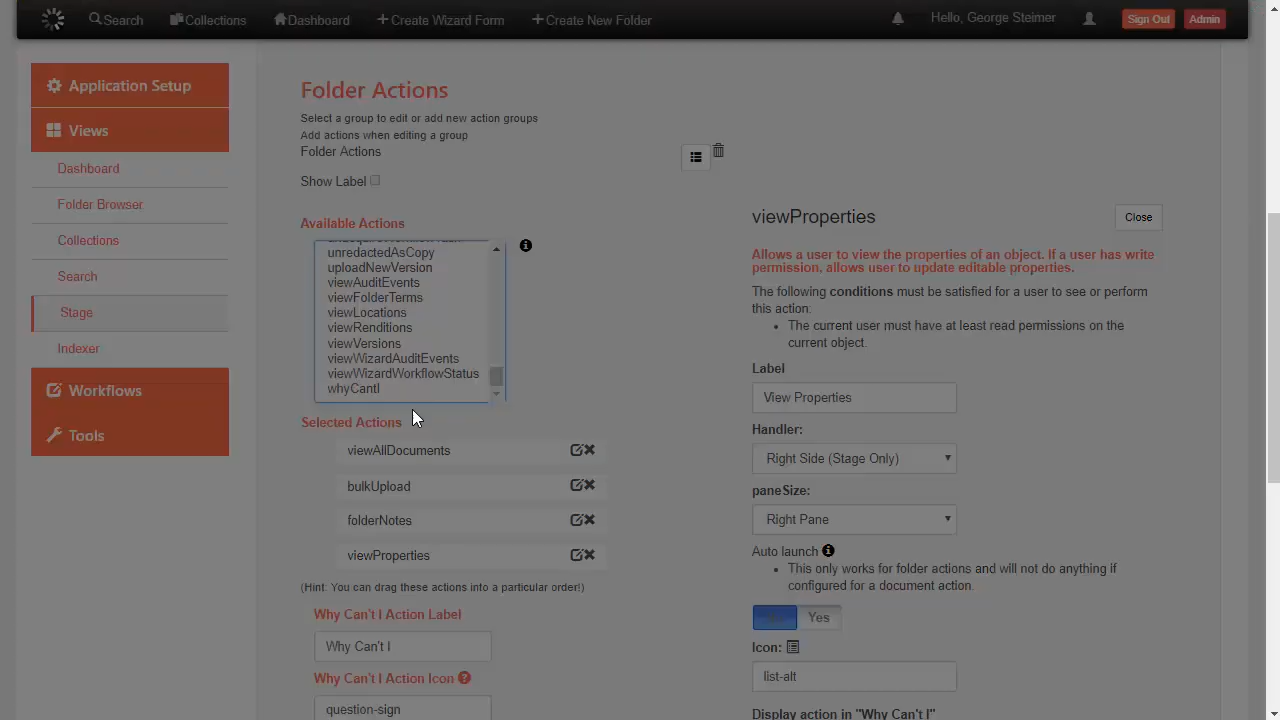 Search
Collections
Dashboard
Create Wizard Form
Create New Folder
Hello, George Steimer
Sign Out
Admin
Application Setup
Views
Dashboard
Folder Browser
Collections
Search
Stage
Indexer
Workflows
Tools
Folder Actions
Select a group to edit or add new action groups
Add actions when editing a group
Folder Actions
Show Label
Available Actions
unredactedAsCopy
uploadNewVersion
viewAuditEvents
viewFolderTerms
viewLocations
viewRenditions
viewVersions
viewWizardAuditEvents
viewWizardWorkflowStatus
whyCantI
Selected Actions
viewAllDocuments
bulkUpload
folderNotes
viewProperties
(Hint: You can drag these actions into a particular order!)
Why Can't I Action Label
Why Can't I
Why Can't I Action Icon
question-sign
viewProperties
Close
Allows a user to view the properties of an object. If a user has write
permission, allows user to update editable properties.
The following conditions must be satisfied for a user to see or perform
this action:
The current user must have at least read permissions on the
current object.
Label
View Properties
Handler:
Right Side (Stage Only)
paneSize:
Right Pane
Auto launch
This only works for folder actions and will not do anything if
configured for a document action.
Yes
Icon:
list-alt
Display action in "Why Can't I"